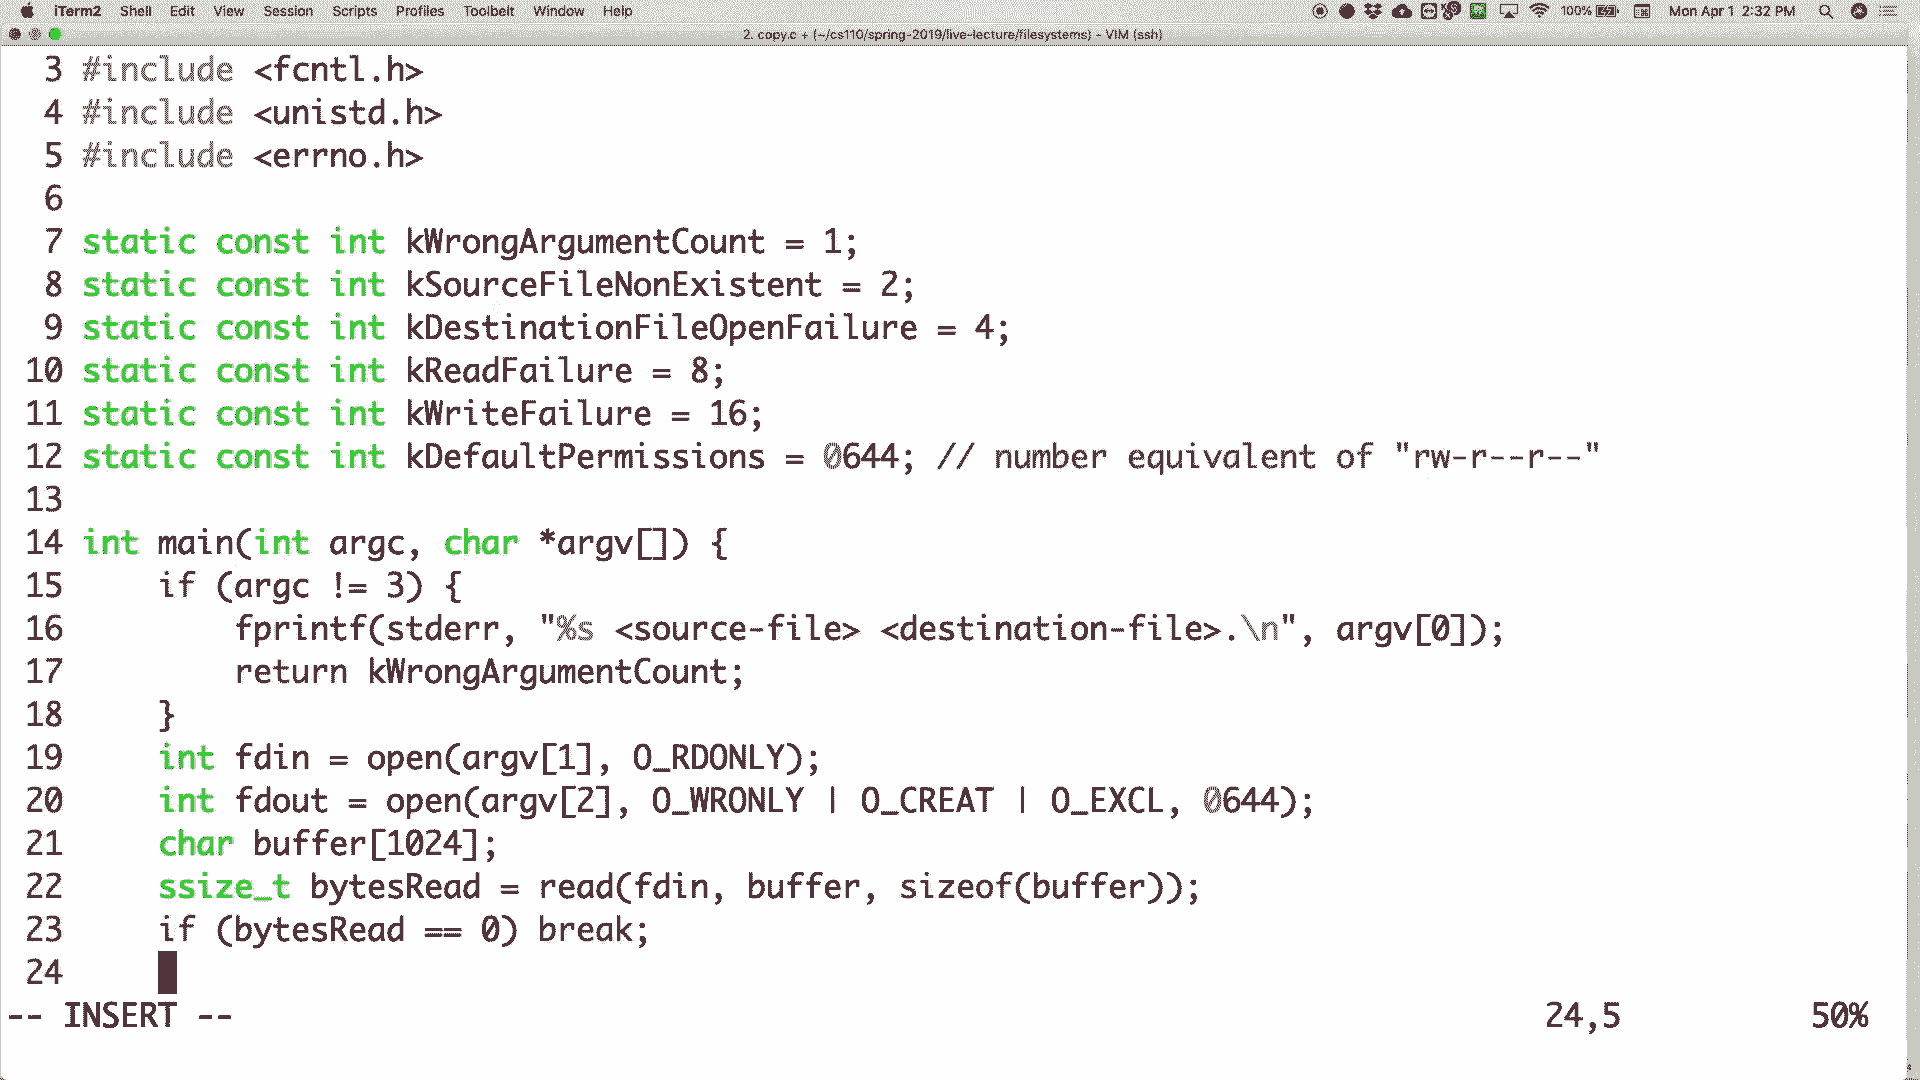 iTerm2 Shell Edit View Session Scripts Profiles Toolbelt Window Help 100% Mon Apr 1 2:32 PM
2. copy.c + (~/cs110/spring-2019/live-lecture/filesystems) - VIM (ssh)
3 #include <fcntl.h>
4 #include <unistd.h>
5 #include <errno.h>
6
7 static const int kWrongArgumentCount = 1;
8 static const int kSourceFileNonExistent = 2;
9 static const int kDestinationFileOpenFailure = 4;
10 static const int kReadFailure = 8;
11 static const int kWriteFailure = 16;
12 static const int kDefaultPermissions = 0644; // number equivalent of "rw-r--r--"
13
14 int main(int argc, char *argv[]) {
15     if (argc != 3) {
16         fprintf(stderr, "%s <source-file> <destination-file>.\n", argv[0]);
17         return kWrongArgumentCount;
18     }
19     int fdin = open(argv[1], O_RDONLY);
20     int fdout = open(argv[2], O_WRONLY | O_CREAT | O_EXCL, 0644);
21     char buffer[1024];
22     ssize_t bytesRead = read(fdin, buffer, sizeof(buffer));
23     if (bytesRead == 0) break;
24
-- INSERT -- 24,5 50%